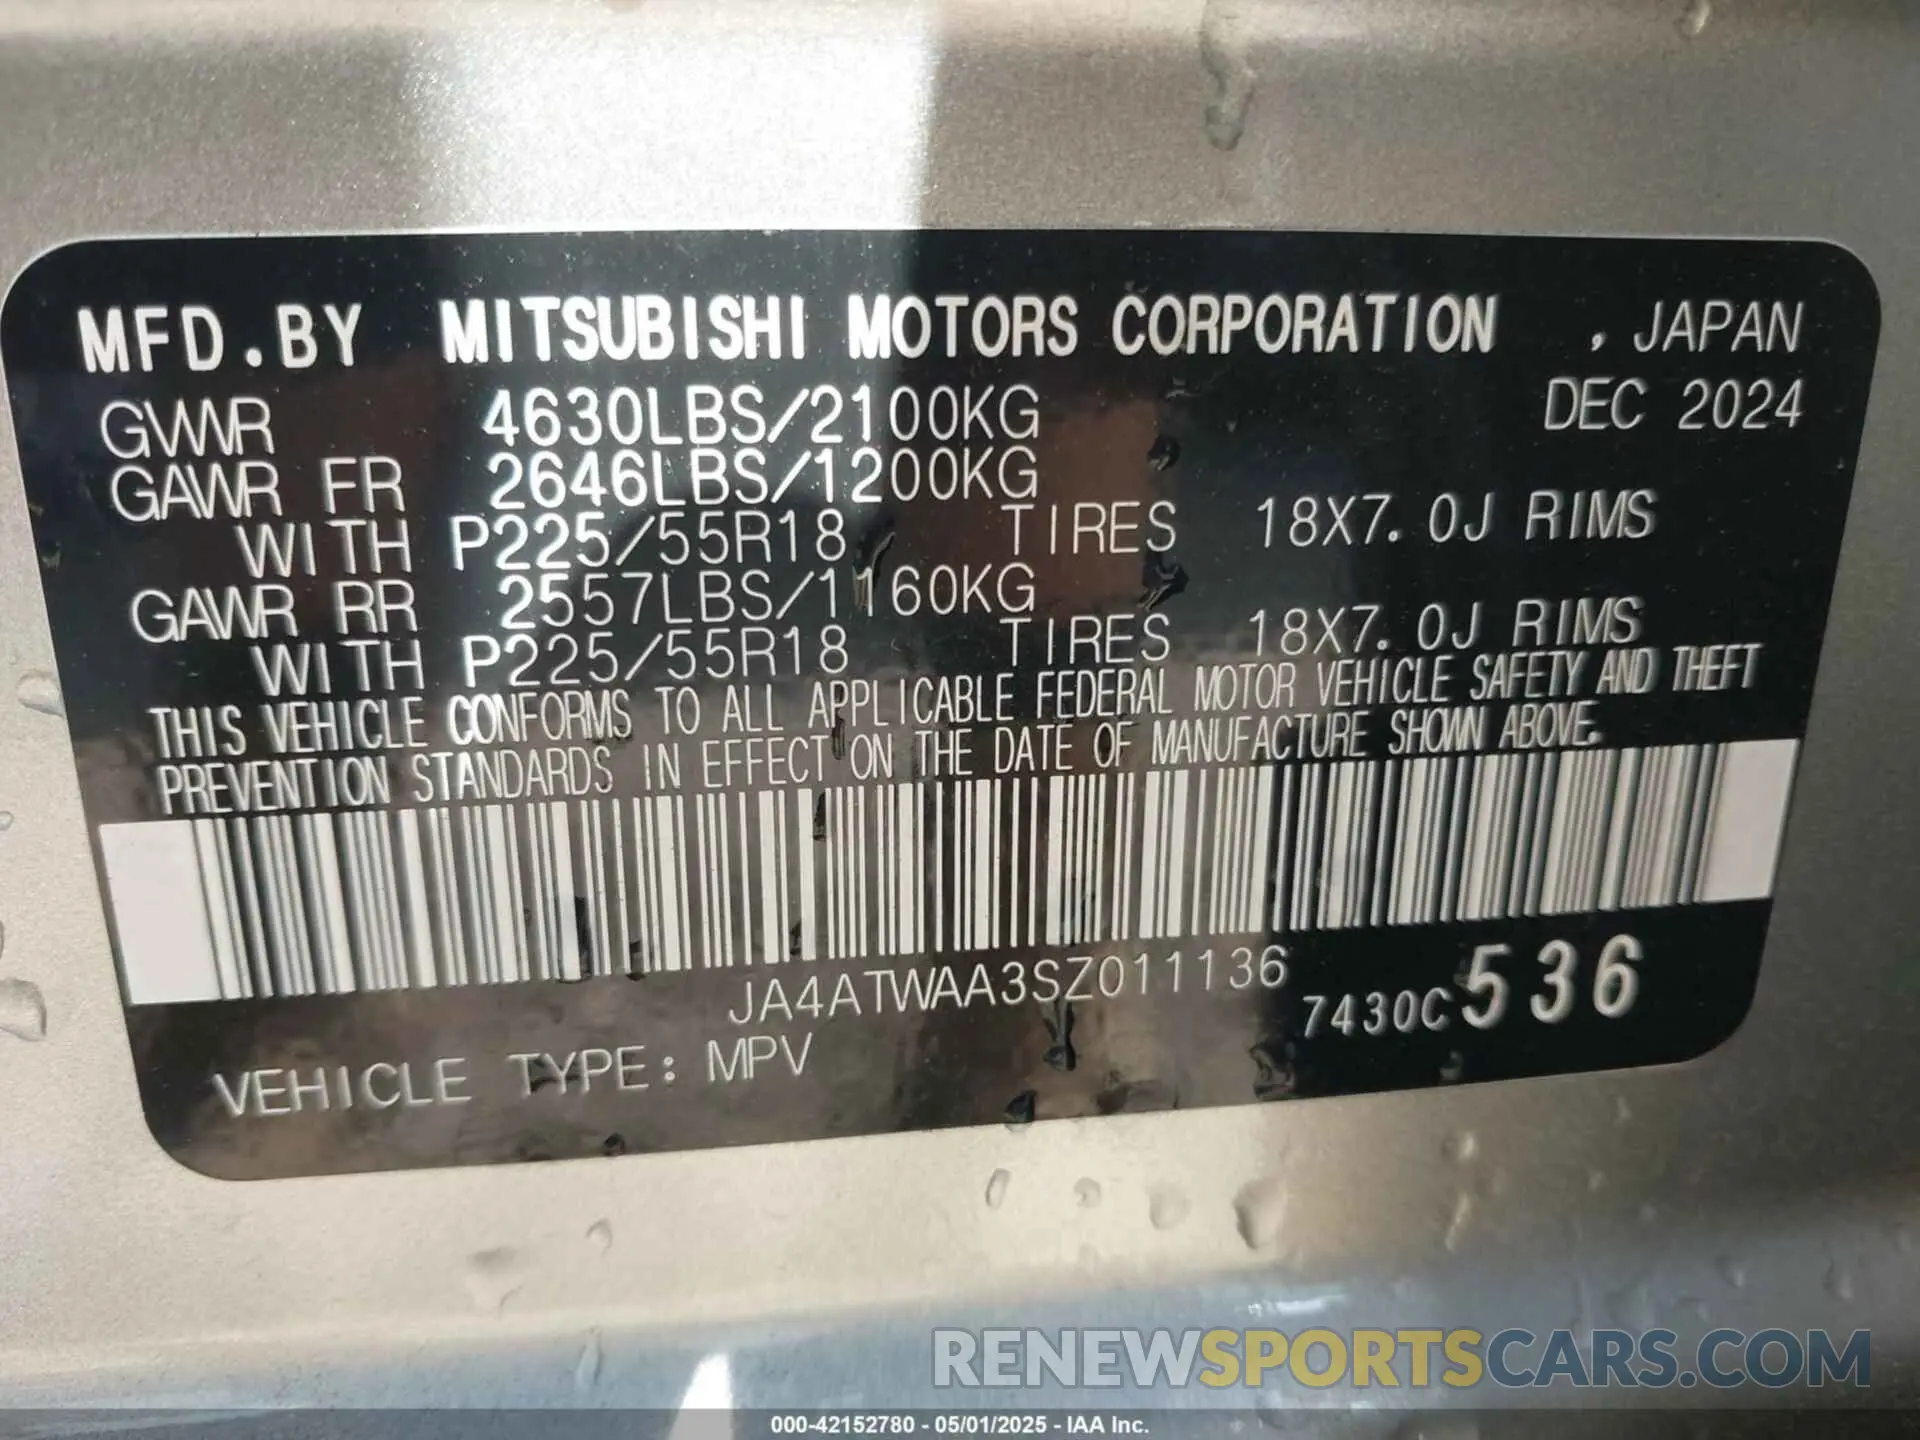 MFD.BY MITSUBISHI MOTORS CORPORATION , JAPAN
GVWR 4630LBS/2100KG DEC 2024
GAWR FR 2646LBS/1200KG
WITH P225/55R18 TIRES 18X7.0J RIMS
GAWR RR 2557LBS/1160KG
WITH P225/55R18 TIRES 18X7.0J RIMS
THIS VEHICLE CONFORMS TO ALL APPLICABLE FEDERAL MOTOR VEHICLE SAFETY AND THEFT
PREVENTION STANDARDS IN EFFECT ON THE DATE OF MANUFACTURE SHOWN ABOVE.
JA4ATWAA3SZ011136 7430C536
VEHICLE TYPE: MPV
RENEWSPORTSCARS.COM
000-42152780 - 05/01/2025 - IAA Inc.